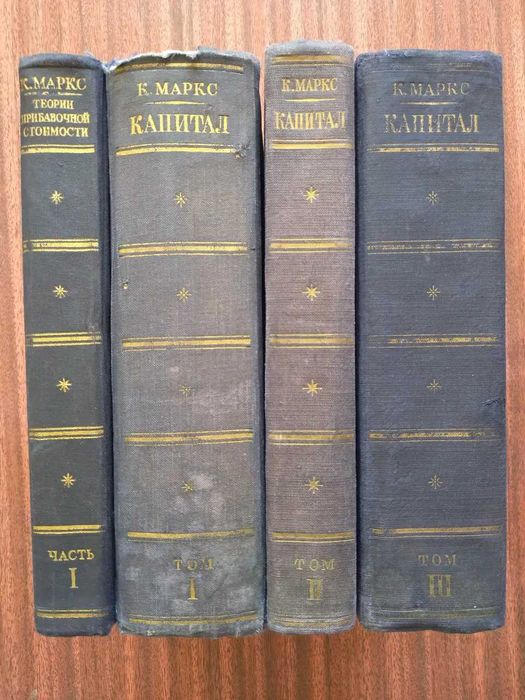 К. МАРКС
ТЕОРИИ
ПРИБАВОЧНОЙ
СТОИМОСТИ
ЧАСТЬ
I
К. МАРКС
КАПИТАЛ
ТОМ
I
К. МАРКС
КАПИТАЛ
ТОМ
II
К. МАРКС
КАПИТАЛ
ТОМ
III